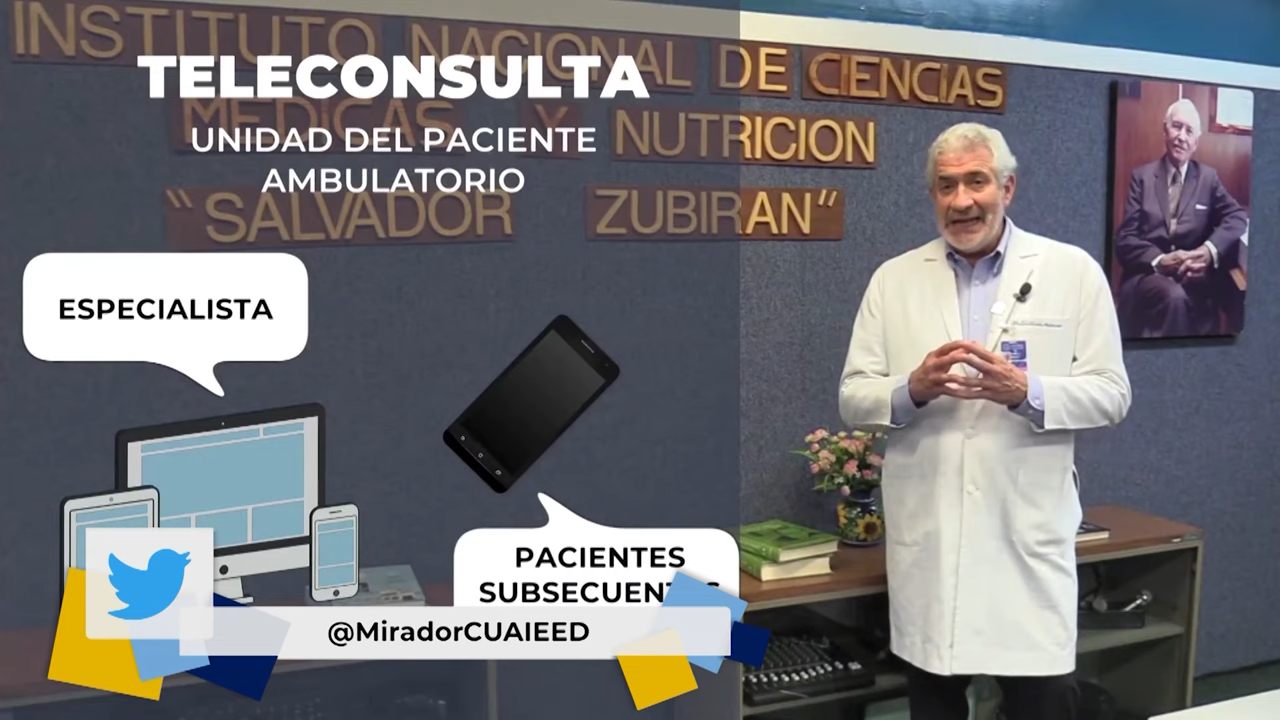 INSTITUTO NACIONAL DE CIENCIAS
MEDICAS Y NUTRICION
"SALVADOR ZUBIRAN"
TELECONSULTA
UNIDAD DEL PACIENTE
AMBULATORIO
ESPECIALISTA
PACIENTES
@MiradorCUAIEED